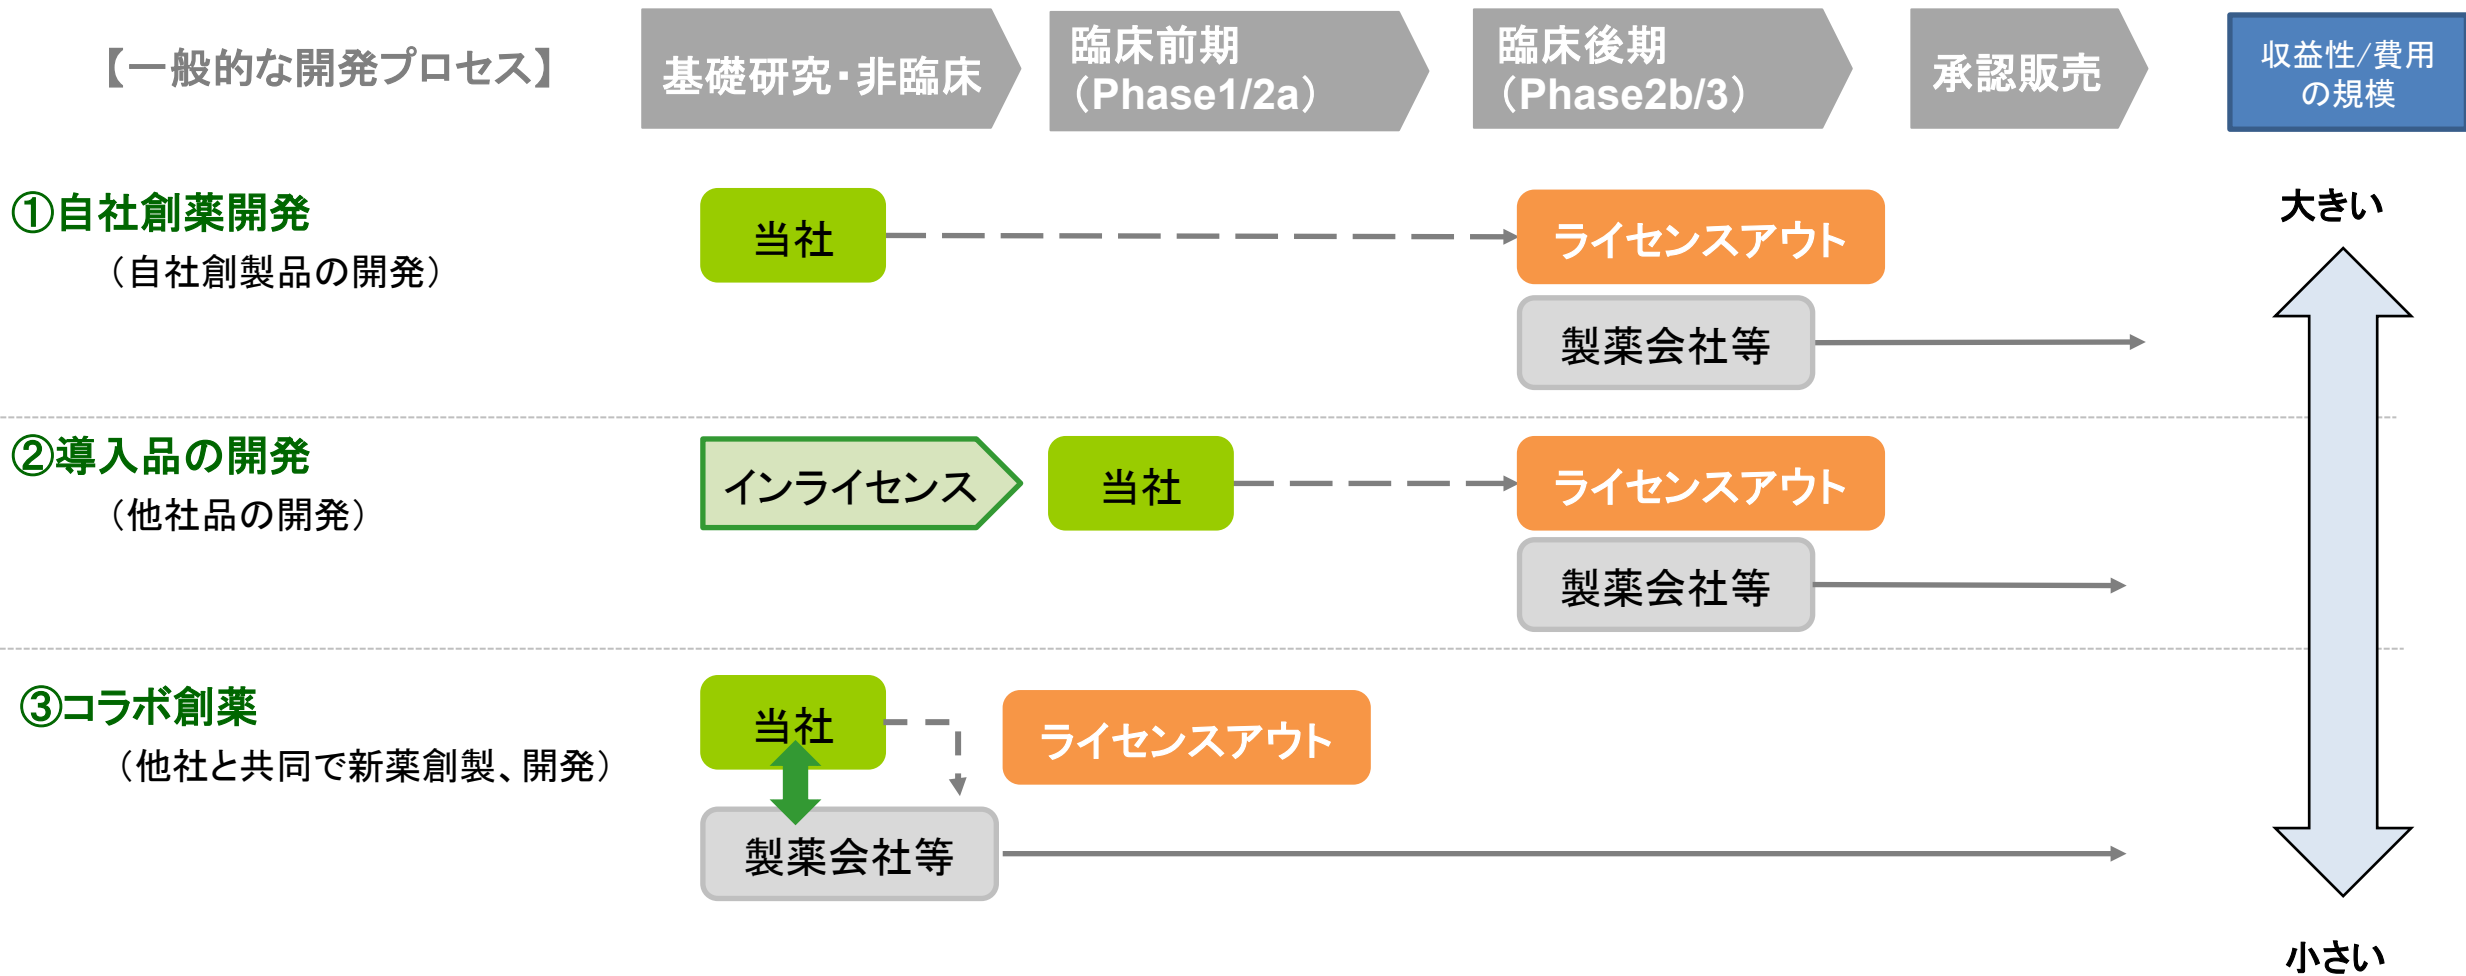 【一般的な開発プロセス】
基礎研究・非臨床
臨床前期
（Phase1/2a）
臨床後期
（Phase2b/3）
承認販売
収益性/費用
の規模
①自社創薬開発
（自社創製品の開発）
当社
ライセンスアウト
製薬会社等
大きい
②導入品の開発
（他社品の開発）
インライセンス
当社
ライセンスアウト
製薬会社等
③コラボ創薬
（他社と共同で新薬創製、開発）
当社
ライセンスアウト
製薬会社等
小さい